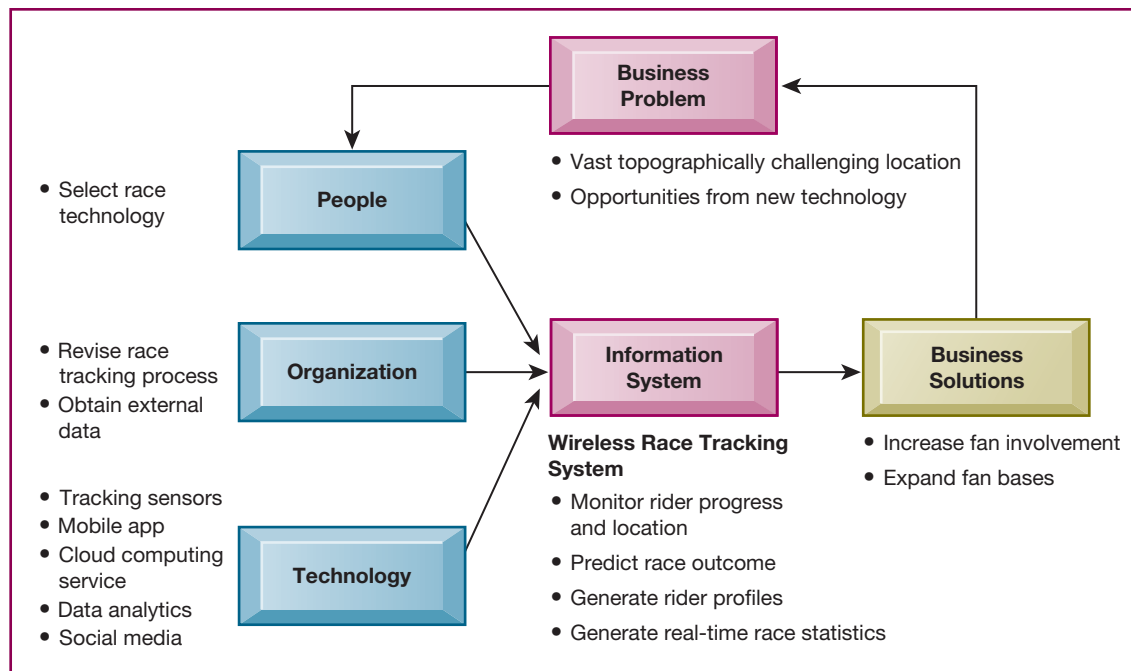 Business
Problem
• Vast topographically challenging location
• Opportunities from new technology
• Select race
technology
People
• Revise race
tracking process
• Obtain external
data
Organization
Information
System
Business
Solutions
Wireless Race Tracking
System
• Monitor rider progress
and location
• Predict race outcome
• Generate rider profiles
• Generate real-time race statistics
• Increase fan involvement
• Expand fan bases
• Tracking sensors
• Mobile app
• Cloud computing
service
• Data analytics
• Social media
Technology